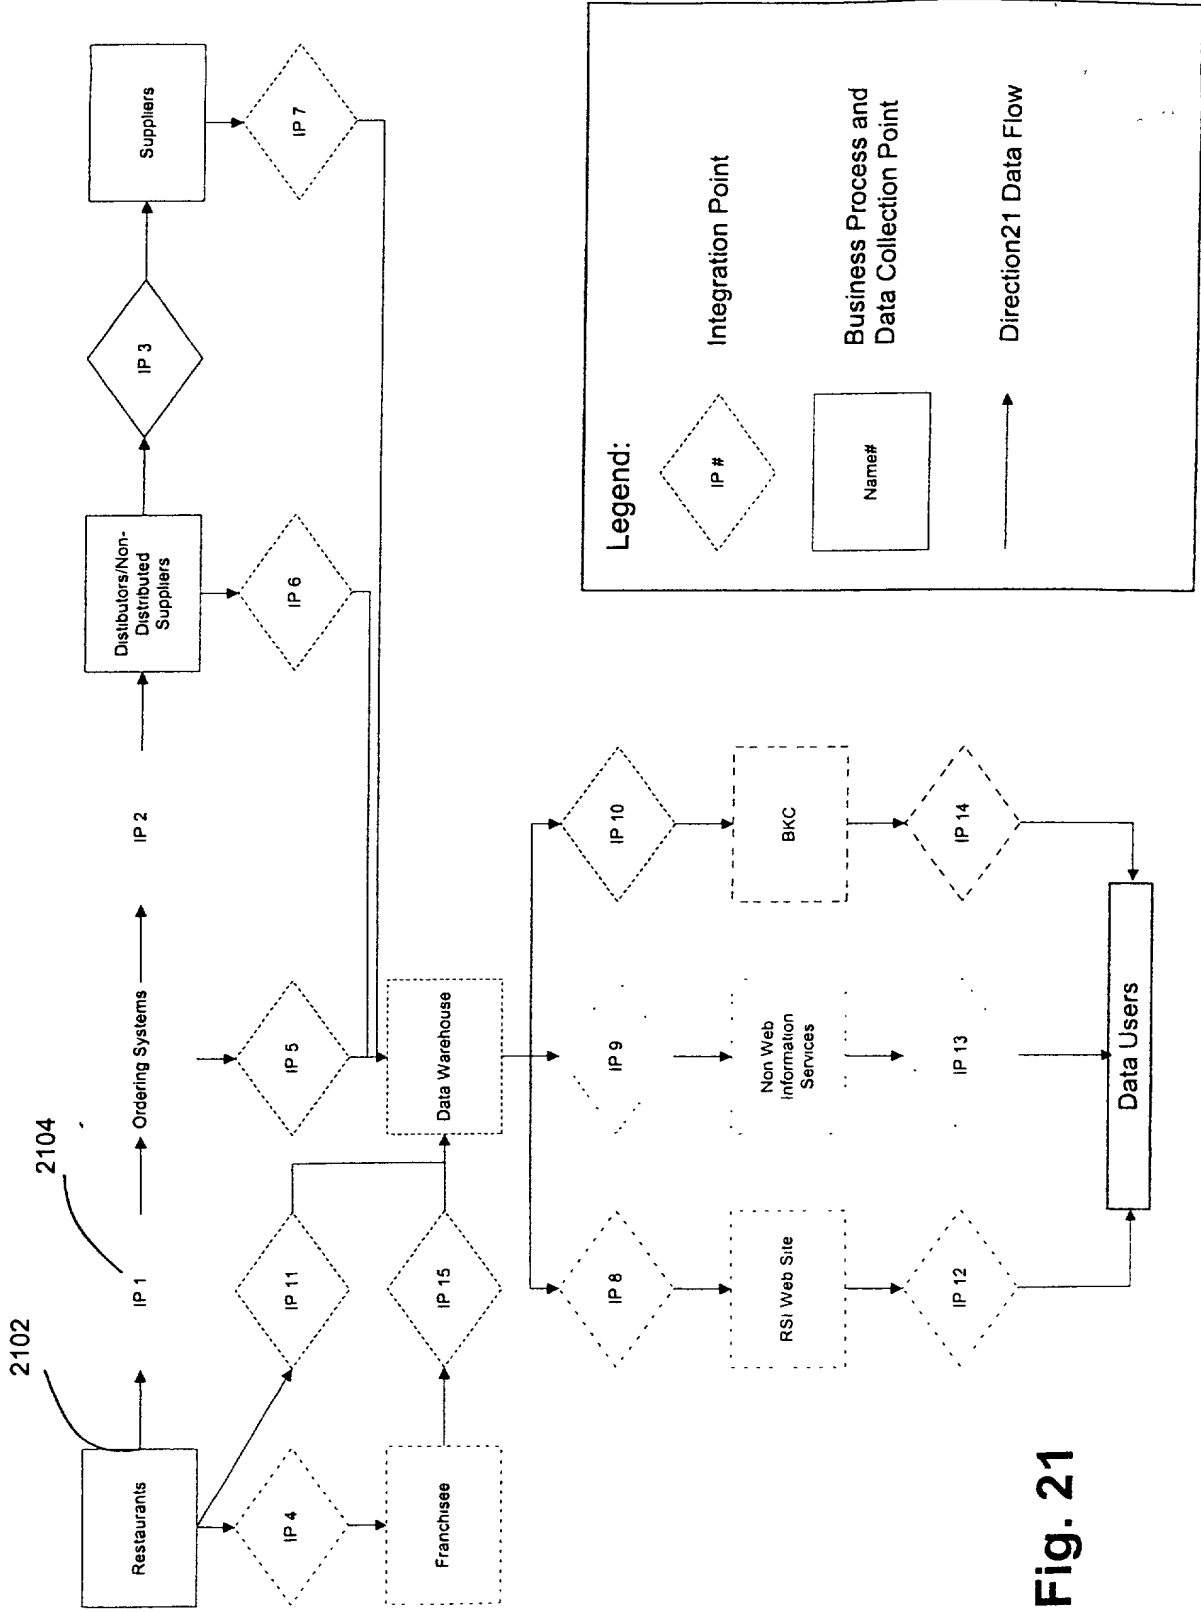 2102
2104
Restaurants
IP 1
Ordering Systems
IP 2
Distibutors/Non-
Distributed
Suppliers
IP 3
Suppliers
IP 4
IP 11
IP 5
IP 6
IP 7
Franchisee
IP 15
Data Warehouse
IP 8
IP 9
IP 10
RSI Web Site
Non Web
Information
Services
BKC
IP 12
IP 13
IP 14
Data Users
Legend:
IP #
Integration Point
Name#
Business Process and
Data Collection Point
Direction21 Data Flow
Fig. 21